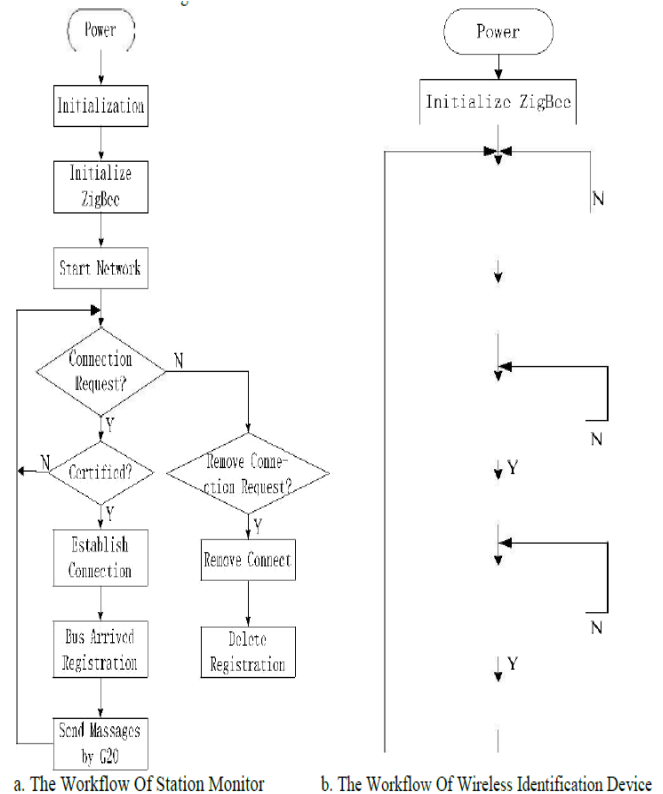 Power
Initialization
Initialize
ZigBee
Start Network
Connection
Request?
N
Y
N
Certified?
Y
Remove Conne-
ction Request?
Y
Establish
Connection
Remove Connect
Bus Arrived
Registration
Delete
Registration
Send Massages
by G20
a. The Workflow Of Station Monitor
Power
Initialize ZigBee
N
N
Y
N
Y
b. The Workflow Of Wireless Identification Device